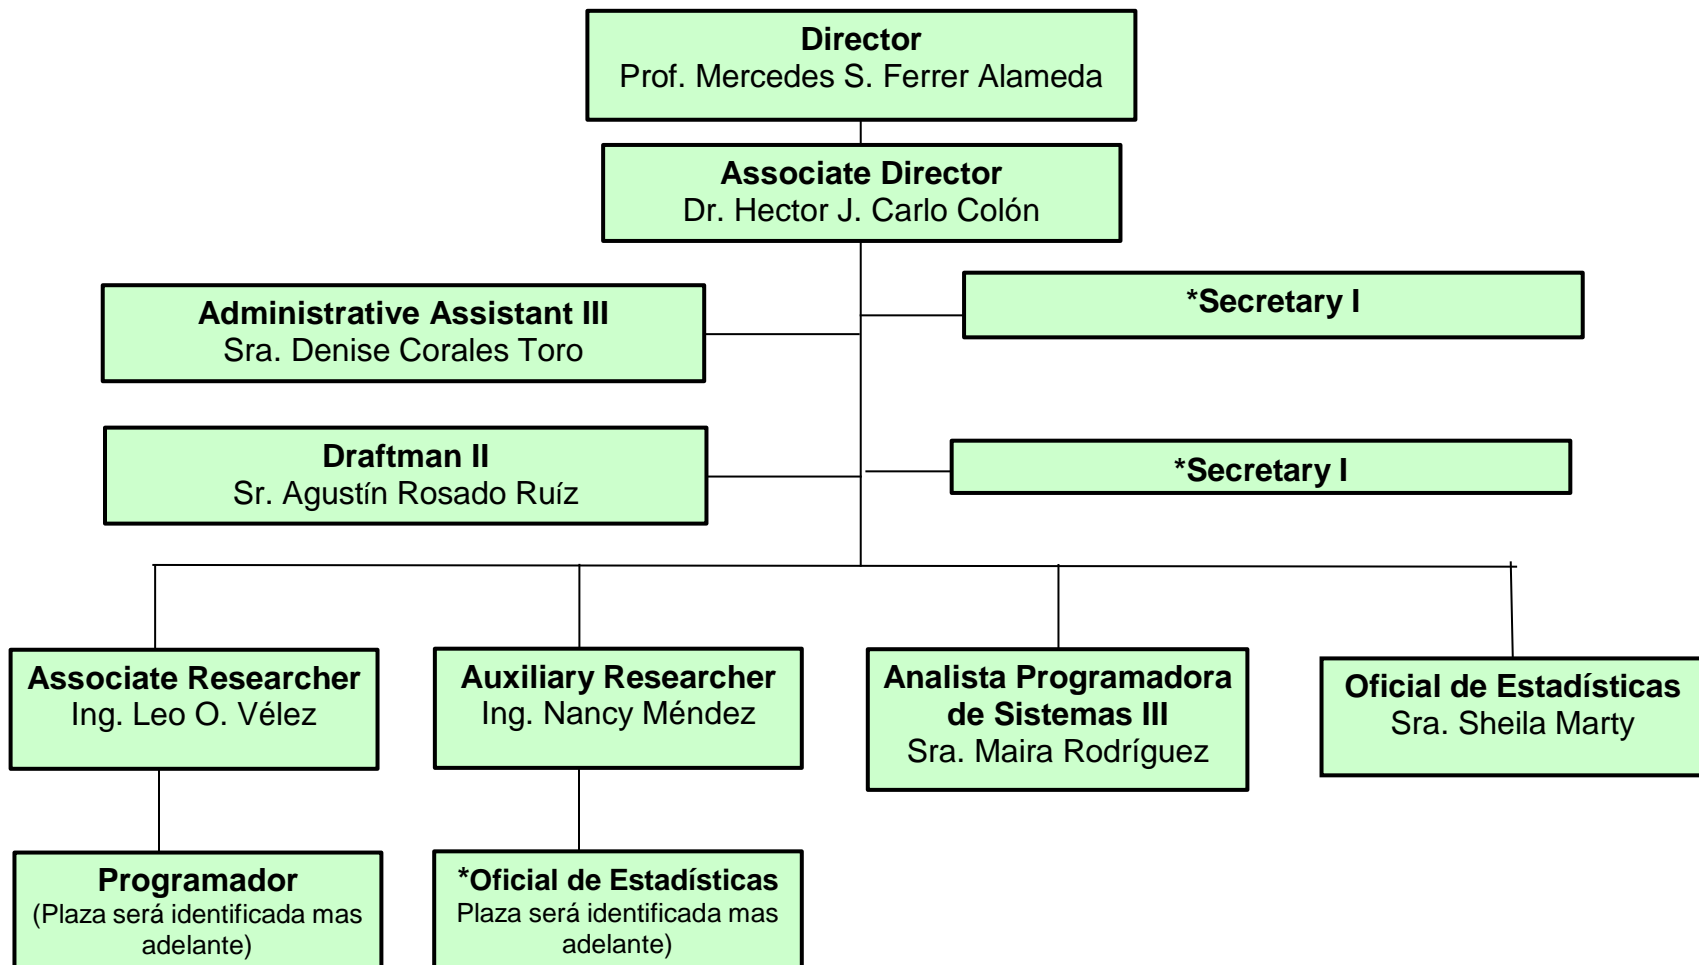 Director
Prof. Mercedes S. Ferrer Alameda
Associate Director
Dr. Hector J. Carlo Colón
Administrative Assistant III
Sra. Denise Corales Toro
*Secretary I
Draftman II
Sr. Agustín Rosado Ruíz
*Secretary I
Associate Researcher
Ing. Leo O. Vélez
Auxiliary Researcher
Ing. Nancy Méndez
Analista Programadora
de Sistemas III
Sra. Maira Rodríguez
Oficial de Estadísticas
Sra. Sheila Marty
Programador
(Plaza será identificada mas
adelante)
*Oficial de Estadísticas
Plaza será identificada mas
adelante)